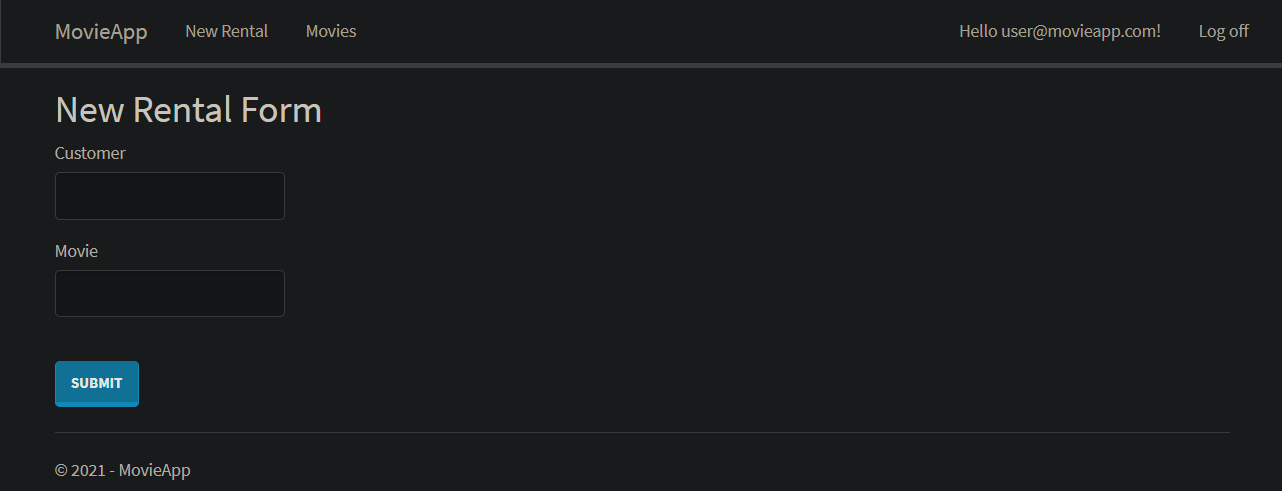 MovieApp New Rental Movies Hello user@movieapp.com! Log off
New Rental Form
Customer
Movie
SUBMIT
© 2021 - MovieApp